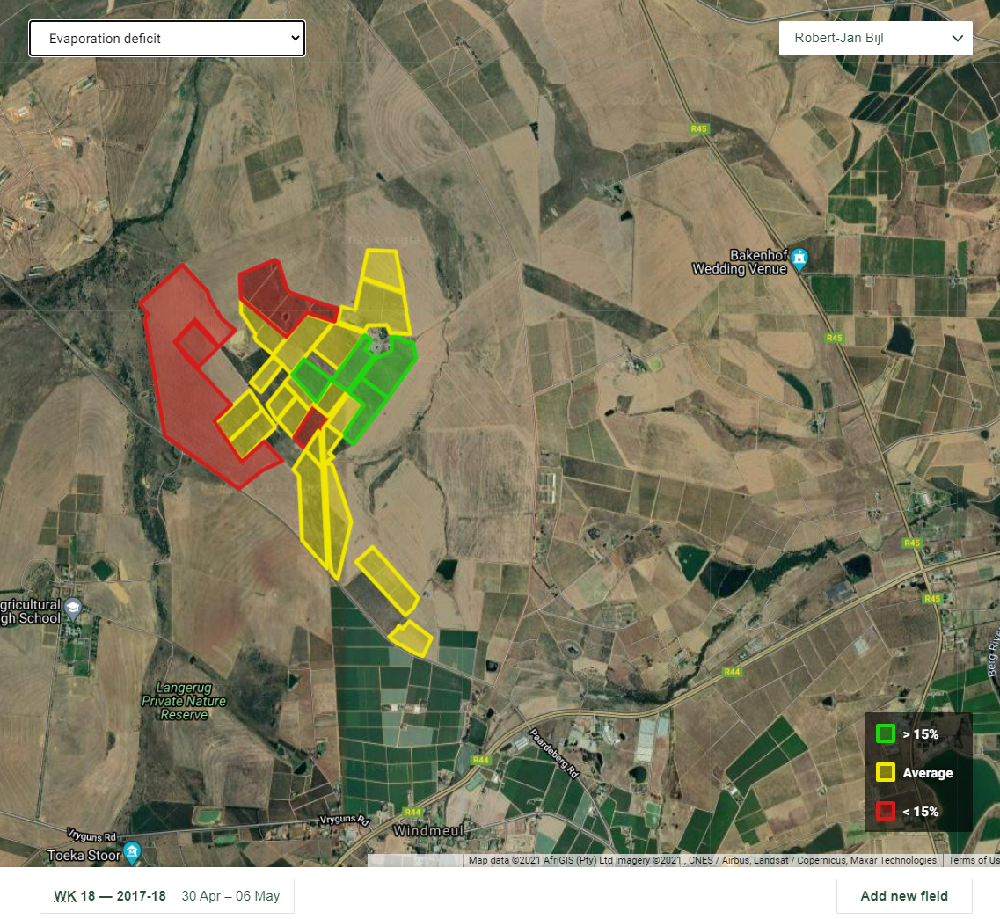 Evaporation deficit
Robert-Jan Bijl
R45
Bakenhof
Wedding Venue
R45
R45
R45
gricultural
gh School
Berg Rive
R44
Langerug
Private Nature
Reserve
> 15%
Paardeberg Rd
R44
Average
R44
< 15%
Vryguns Rd
Vryguns Rd
Windmeul
Toeka Stoor
Map data ©2021 AfriGIS (Pty) Ltd Imagery ©2021 , CNES / Airbus, Landsat / Copernicus, Maxar Technologies
Terms of Us
WK 18 — 2017-18 30 Apr – 06 May
Add new field